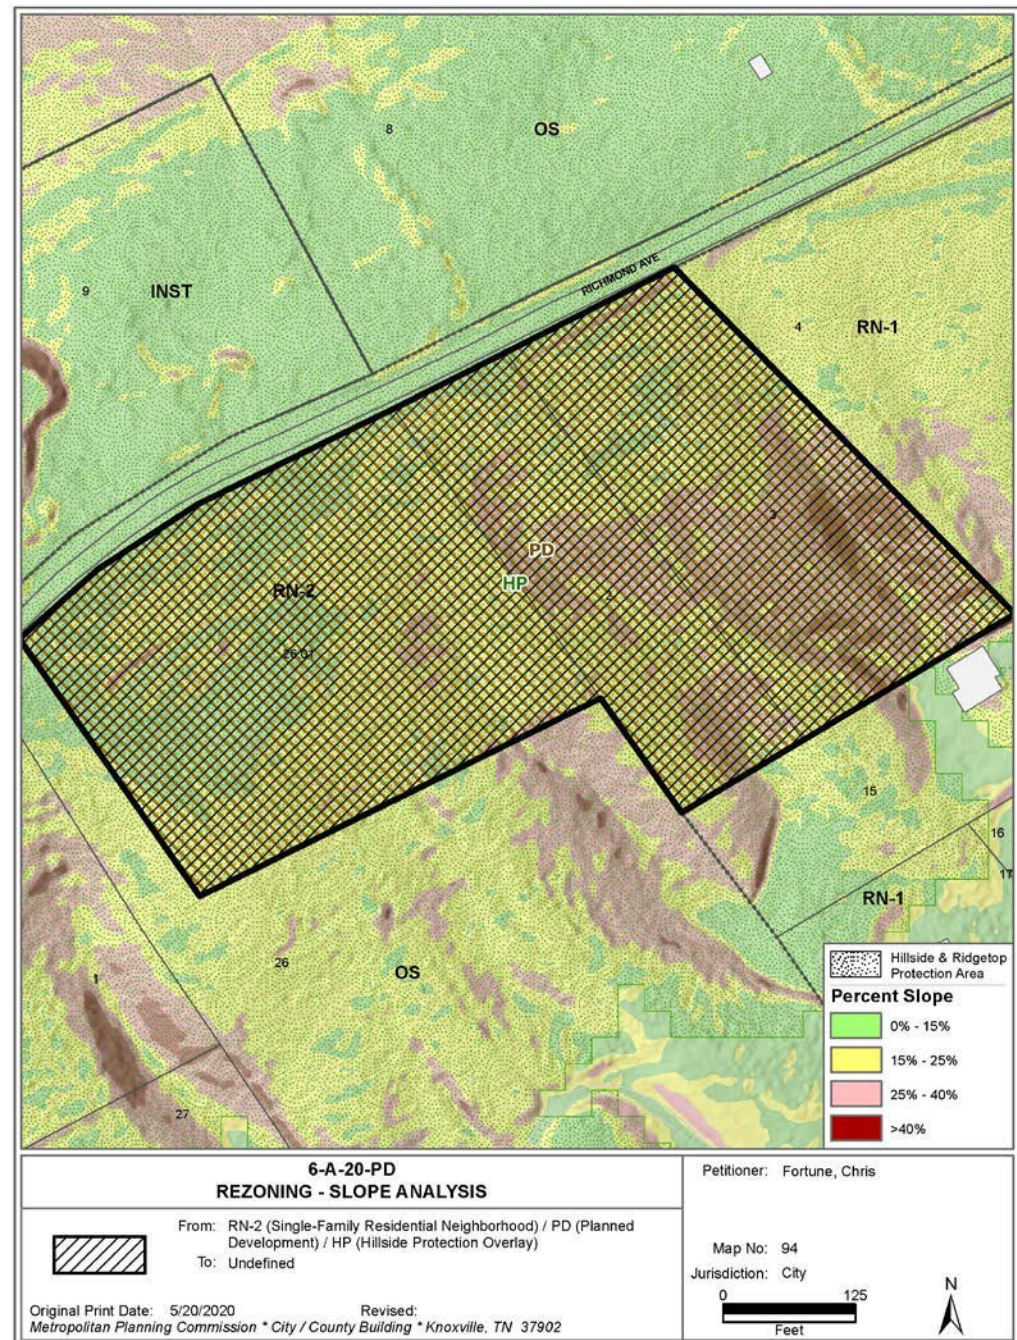 8
OS
RICHMOND AVE
9
INST
4
RN-1
3
PD
HP
RN-2
2
26.01
15
16
17
RN-1
26
OS
1
27
Hillside & Ridgetop
Protection Area
Percent Slope
0% - 15%
15% - 25%
25% - 40%
>40%
6-A-20-PD
REZONING - SLOPE ANALYSIS
From: RN-2 (Single-Family Residential Neighborhood) / PD (Planned
Development) / HP (Hillside Protection Overlay)
To: Undefined
Original Print Date: 5/20/2020 Revised:
Metropolitan Planning Commission * City / County Building * Knoxville, TN 37902
Petitioner: Fortune, Chris
Map No: 94
Jurisdiction: City
0 125
Feet
N